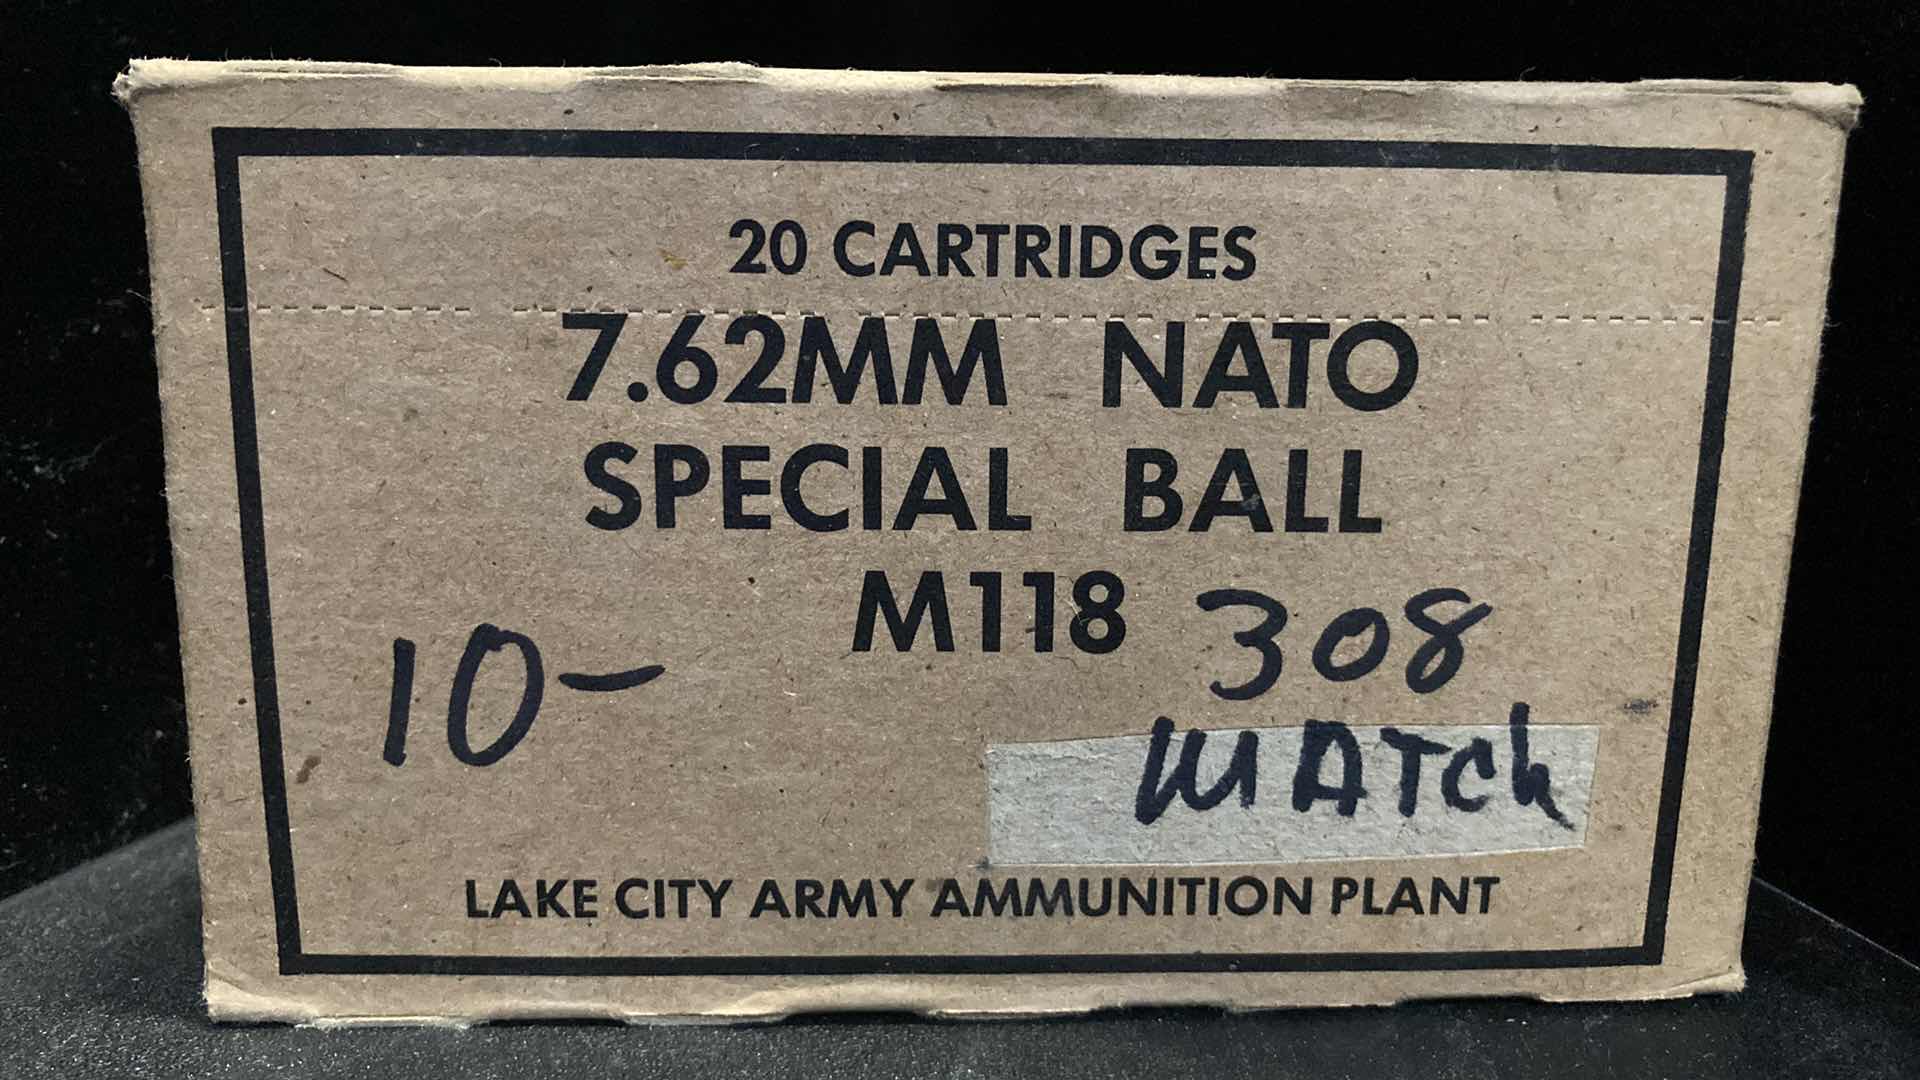 20 CARTRIDGES
7.62MM NATO
SPECIAL BALL
M118
308
10-
MATCh
LAKE CITY ARMY AMMUNITION PLANT